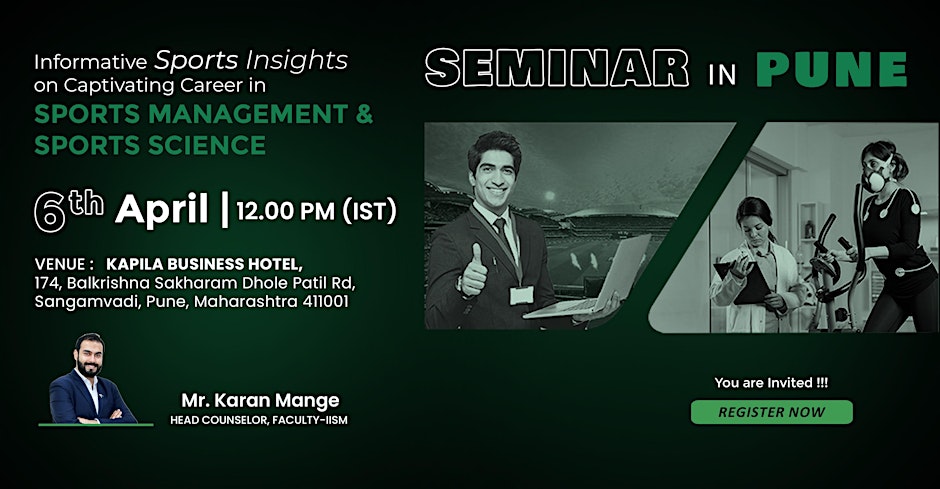 Informative Sports Insights
on Captivating Career in
SPORTS MANAGEMENT &
SPORTS SCIENCE
6th April | 12.00 PM (IST)
VENUE : KAPILA BUSINESS HOTEL,
174, Balkrishna Sakharam Dhole Patil Rd,
Sangamvadi, Pune, Maharashtra 411001
Mr. Karan Mange
HEAD COUNSELOR, FACULTY-IISM
SEMINAR IN PUNE
You are Invited !!!
REGISTER NOW